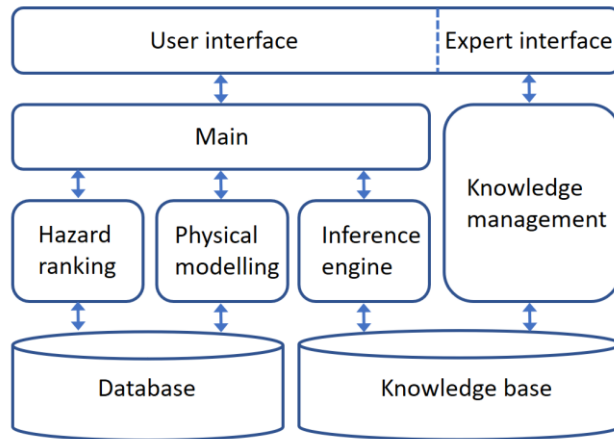 User interface
Expert interface
Main
Knowledge
management
Hazard
ranking
Physical
modelling
Inference
engine
Database
Knowledge base